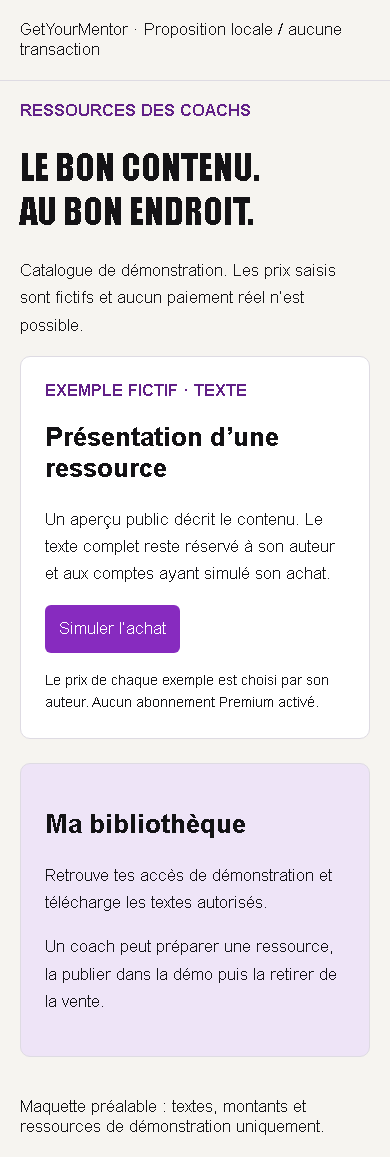 GetYourMentor · Proposition locale / aucune
transaction
RESSOURCES DES COACHS
LE BON CONTENU.
AU BON ENDROIT.
Catalogue de démonstration. Les prix saisis
sont fictifs et aucun paiement réel n'est
possible.
EXEMPLE FICTIF · TEXTE
Présentation d’une
ressource
Un aperçu public décrit le contenu. Le
texte complet reste réservé à son auteur
et aux comptes ayant simulé son achat.
Simuler l'achat
Le prix de chaque exemple est choisi par son
auteur. Aucun abonnement Premium activé.
Ma bibliothèque
Retrouve tes accès de démonstration et
télécharge les textes autorisés.
Un coach peut préparer une ressource,
la publier dans la démo puis la retirer de
la vente.
Maquette préalable : textes, montants et
ressources de démonstration uniquement.